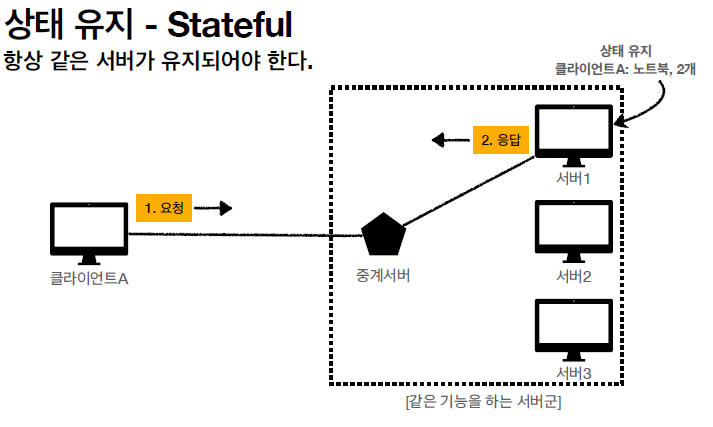 상태 유지 - Stateful
항상 같은 서버가 유지되어야 한다.
상태 유지
클라이언트A: 노트북, 2개
2. 응답
서버1
1. 요청
클라이언트A
중계서버
서버2
서버3
[같은 기능을 하는 서버군]